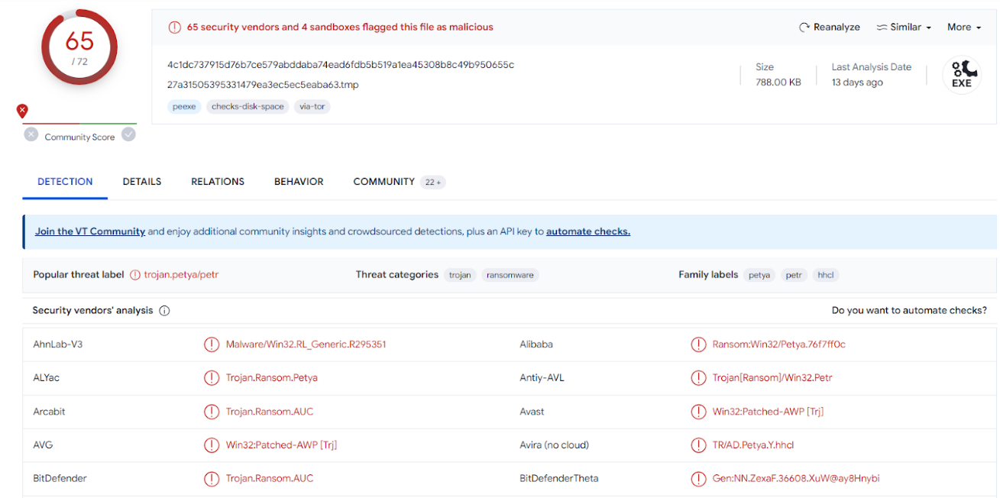 65
/ 72
Community Score
65 security vendors and 4 sandboxes flagged this file as malicious
Reanalyze
Similar
More
4c1dc737915d76b7ce579abddaba74ead6fdb5b519a1ea45308b8c49b950655c
27a31505395331479ea3ec5ec5eaba63.tmp
peexe
checks-disk-space
via-tor
Size
788.00 KB
Last Analysis Date
13 days ago
EXE
DETECTION
DETAILS
RELATIONS
BEHAVIOR
COMMUNITY 22 +
Join the VT Community and enjoy additional community insights and crowdsourced detections, plus an API key to automate checks.
Popular threat label trojan.petya/petr
Threat categories trojan ransomware
Family labels petya petr hhcl
Security vendors' analysis
Do you want to automate checks?
AhnLab-V3 Malware/Win32.RL_Generic.R295351 Alibaba Ransom:Win32/Petya.76f7ff0c
ALYac Trojan.Ransom.Petya Antiy-AVL Trojan[Ransom]/Win32.Petr
Arcabit Trojan.Ransom.AUC Avast Win32:Patched-AWP [Trj]
AVG Win32:Patched-AWP [Trj] Avira (no cloud) TR/AD.Petya.Y.hhcl
BitDefender Trojan.Ransom.AUC BitDefenderTheta Gen:NN.ZexaF.36608.XuW@ay8Hnybi